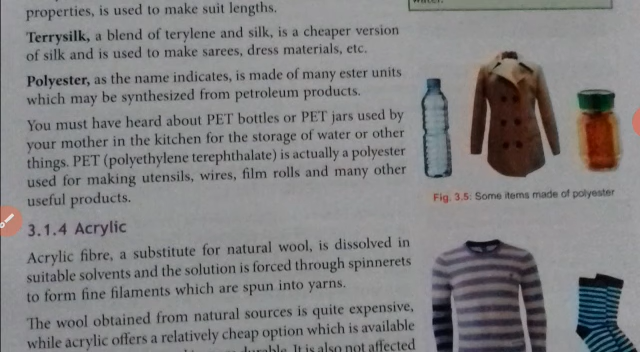 properties, is used to make suit lengths.
Terrysilk, a blend of terylene and silk, is a cheaper version
of silk and is used to make sarees, dress materials, etc.
Polyester, as the name indicates, is made of many ester units
which may be synthesized from petroleum products.
You must have heard about PET bottles or PET jars used by
your mother in the kitchen for the storage of water or other
things. PET (polyethylene terephthalate) is actually a polyester
used for making utensils, wires, film rolls and many other
useful products.
3.1.4 Acrylic
Acrylic fibre, a substitute for natural wool, is dissolved in
suitable solvents and the solution is forced through spinnerets
to form fine filaments which are spun into yarns.
The wool obtained from natural sources is quite expensive,
while acrylic offers a relatively cheap option which is available
durable. It is also not affected
water.
Fig. 3.5: Some items made of polyester